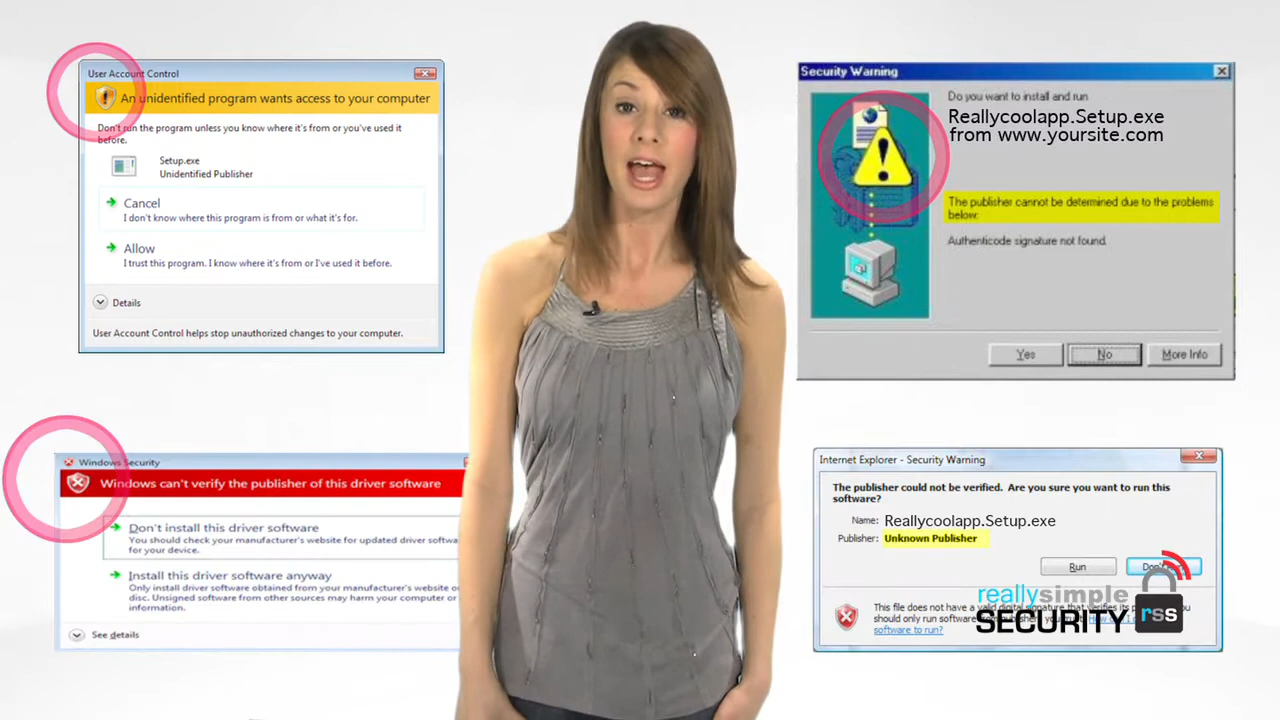 User Account Control
An unidentified program wants access to your computer
Don't run the program unless you know where it's from or you've used it
before.
Setup.exe
Unidentified Publisher
Cancel
I don't know where this program is from or what it's for.
Allow
I trust this program. I know where it's from or I've used it before.
Details
User Account Control helps stop unauthorized changes to your computer.
Security Warning
Do you want to install and run
Reallycoolapp.Setup.exe
from www.yoursite.com
The publisher cannot be determined due to the problems
below:
Authenticode signature not found.
Yes
No
More Info
Windows Security
Windows can't verify the publisher of this driver software
Don't install this driver software
You should check your manufacturer's website for updated driver softwa
for your device.
Install this driver software anyway
Only install driver software obtained from your manufacturer's website o
disc. Unsigned software from other sources may harm your computer o
information.
See details
Internet Explorer - Security Warning
The publisher could not be verified. Are you sure you want to run this
software?
Name: Reallycoolapp.Setup.exe
Publisher: Unknown Publisher
Run
This file does not have a valid digital signature that verifies its
should only run software from
software to run?
reallysimple
SECURITY
rss